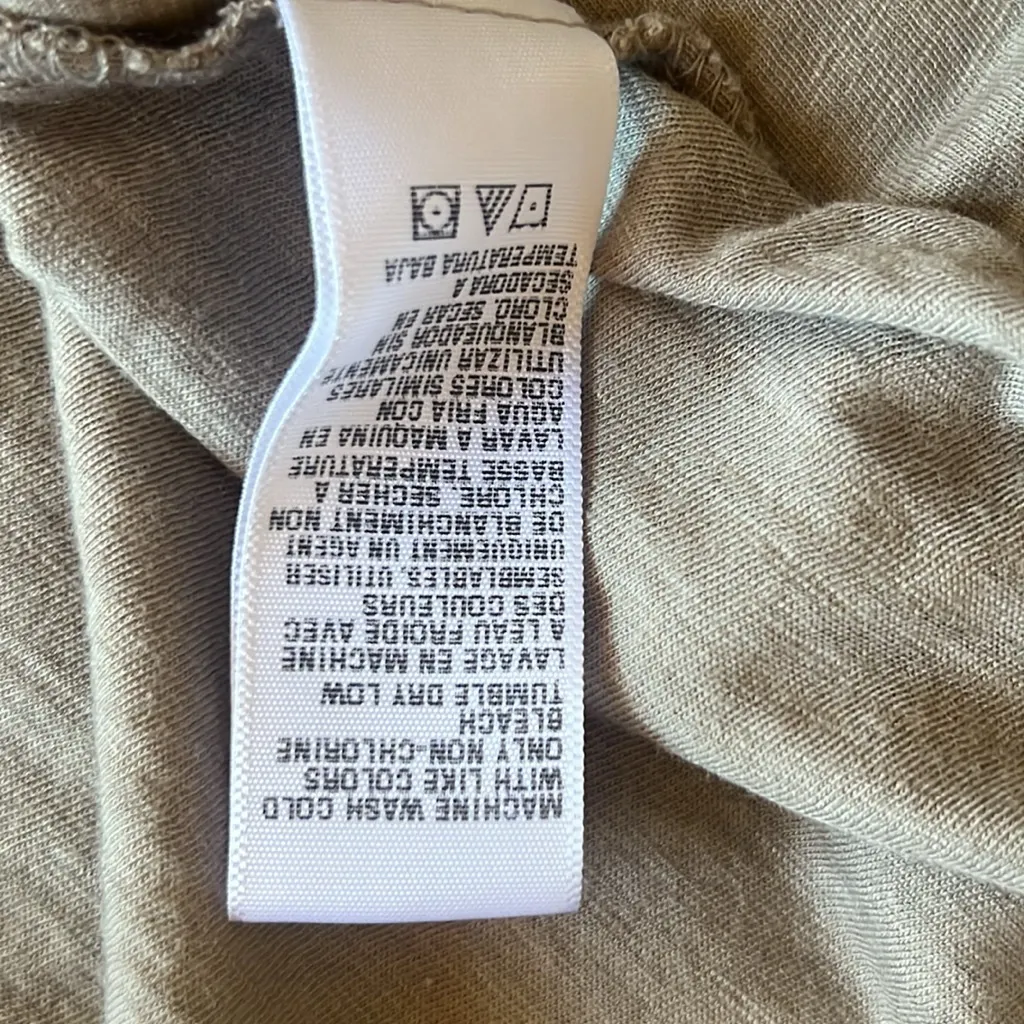 MACHINE WASH COLD
WITH LIKE COLORS
ONLY NON-CHLORINE
BLEACH
TUMBLE DRY LOW
LAVAGE EN MACHINE
A LEAU FROIDE AVEC
DES COULEURS
SEMBLABLES. UTILISER
UNIQUEMENT UN AGENT
DE BLANCHIMENT NON
CHLORE. SECHER A
BASSE TEMPERATURE
LAVAR A MAQUINA EN
AGUA FRIA CON
COLORES SIMILARES
UTILIZAR UNICAMENTE
BLANQUEADOR SIN
CLORO. SECAR EN
SECADORA A
TEMPERATURA BAJA